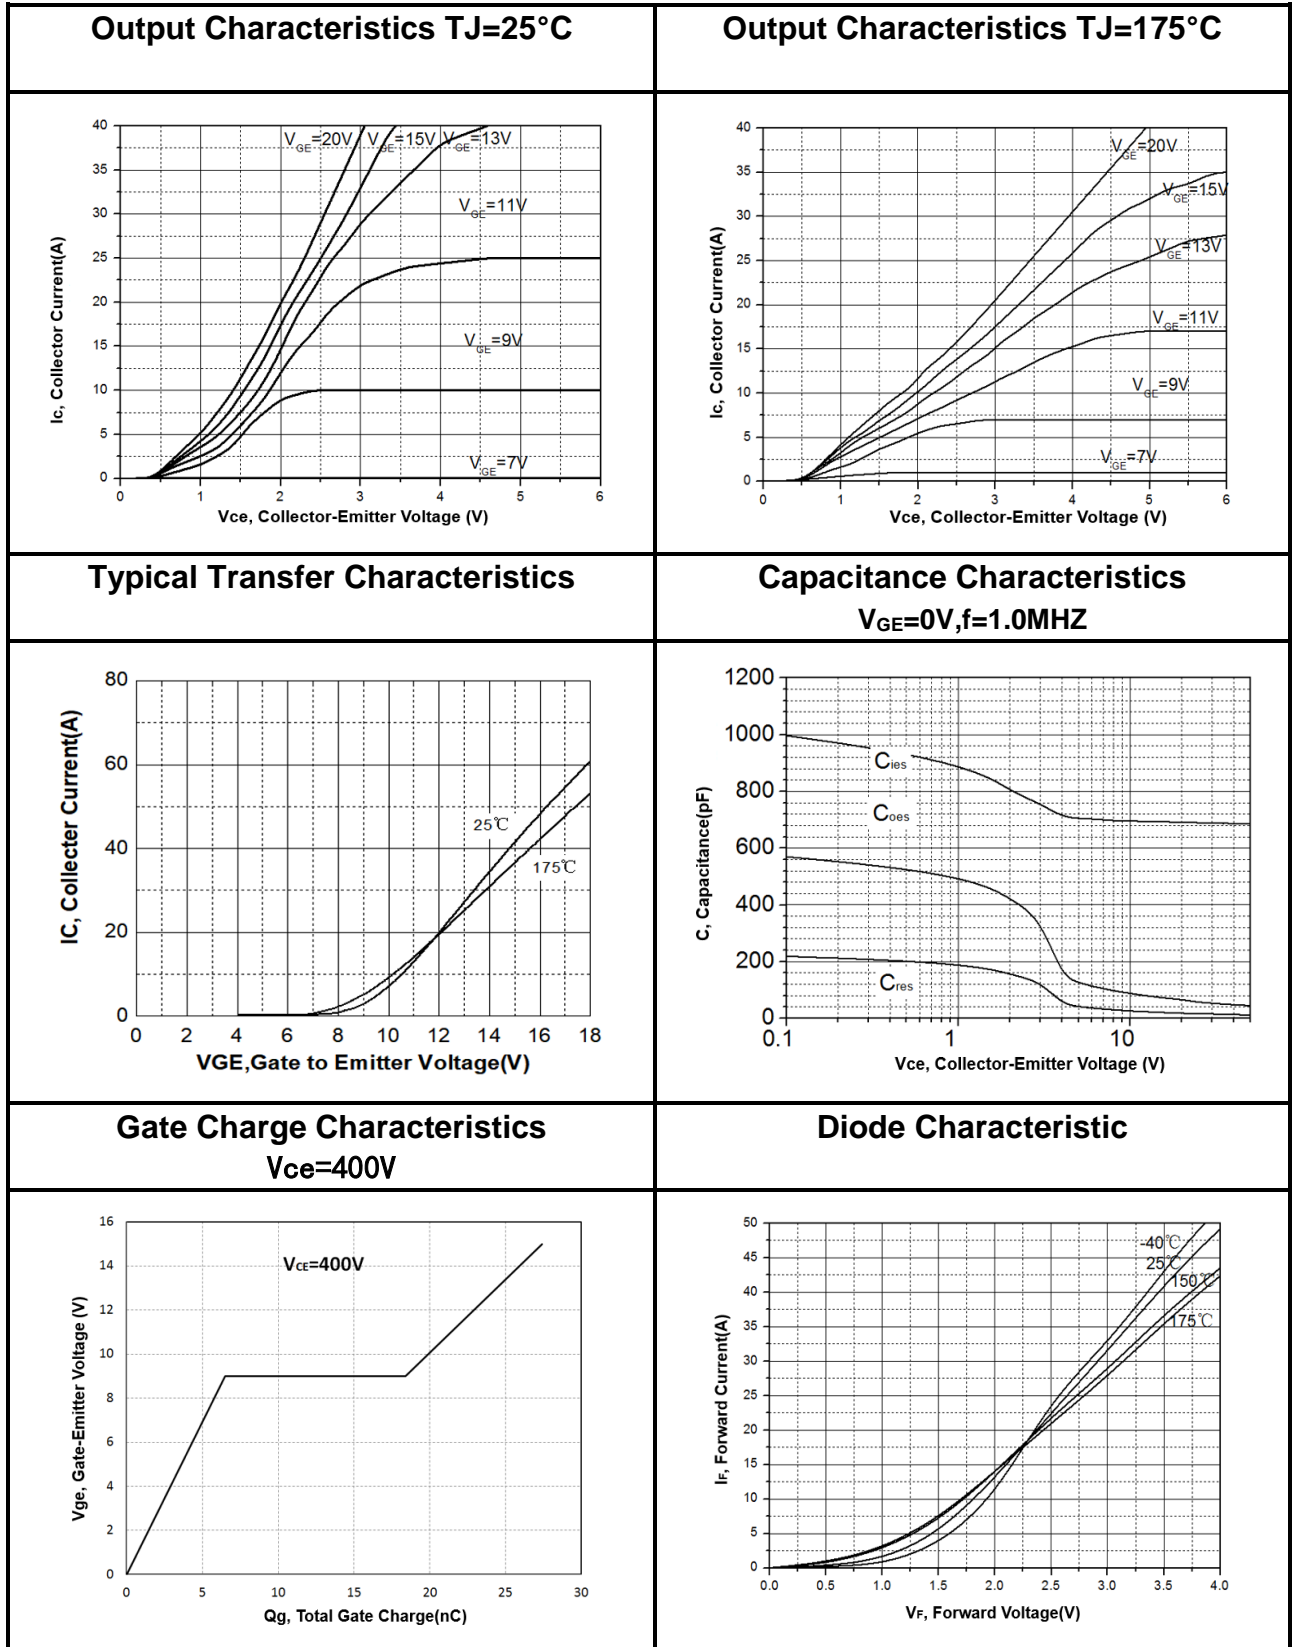 Output Characteristics TJ=25°C
Output Characteristics TJ=175°C
40
35
30
25
20
15
10
5
0
VGE=20V
VGE=15V
VGE=13V
VGE=11V
VGE=9V
VGE=7V
0 1 2 3 4 5 6
Ic, Collector Current(A)
Vce, Collector-Emitter Voltage (V)
40
35
30
25
20
15
10
5
0
VGE=20V
VGE=15V
VGE=13V
VGE=11V
VGE=9V
VGE=7V
0 1 2 3 4 5 6
Ic, Collector Current(A)
Vce, Collector-Emitter Voltage (V)
Typical Transfer Characteristics
Capacitance Characteristics
VGE=0V,f=1.0MHZ
80
60
40
20
0
25℃
175℃
0 2 4 6 8 10 12 14 16 18
IC, Collecter Current(A)
VGE,Gate to Emitter Voltage(V)
1200
1000
800
600
400
200
0
Cies
Coes
Cres
0.1 1 10
C, Capacitance(pF)
Vce, Collector-Emitter Voltage (V)
Gate Charge Characteristics
Vce=400V
Diode Characteristic
16
14
12
10
8
6
4
2
0
VCE=400V
0 5 10 15 20 25 30
Vge, Gate-Emitter Voltage (V)
Qg, Total Gate Charge(nC)
50
45
40
35
30
25
20
15
10
5
0
-40℃
25℃
150℃
175℃
0.0 0.5 1.0 1.5 2.0 2.5 3.0 3.5 4.0
IF, Forward Current(A)
VF, Forward Voltage(V)